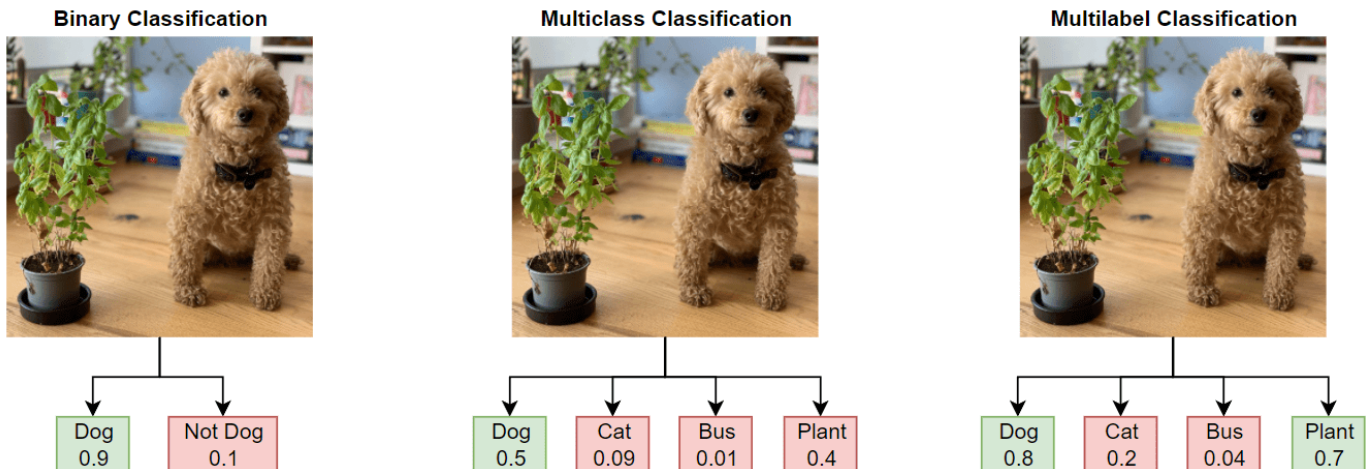 Binary Classification
Multiclass Classification
Multilabel Classification
Dog
0.9
Not Dog
0.1
Dog
0.5
Cat
0.09
Bus
0.01
Plant
0.4
Dog
0.8
Cat
0.2
Bus
0.04
Plant
0.7